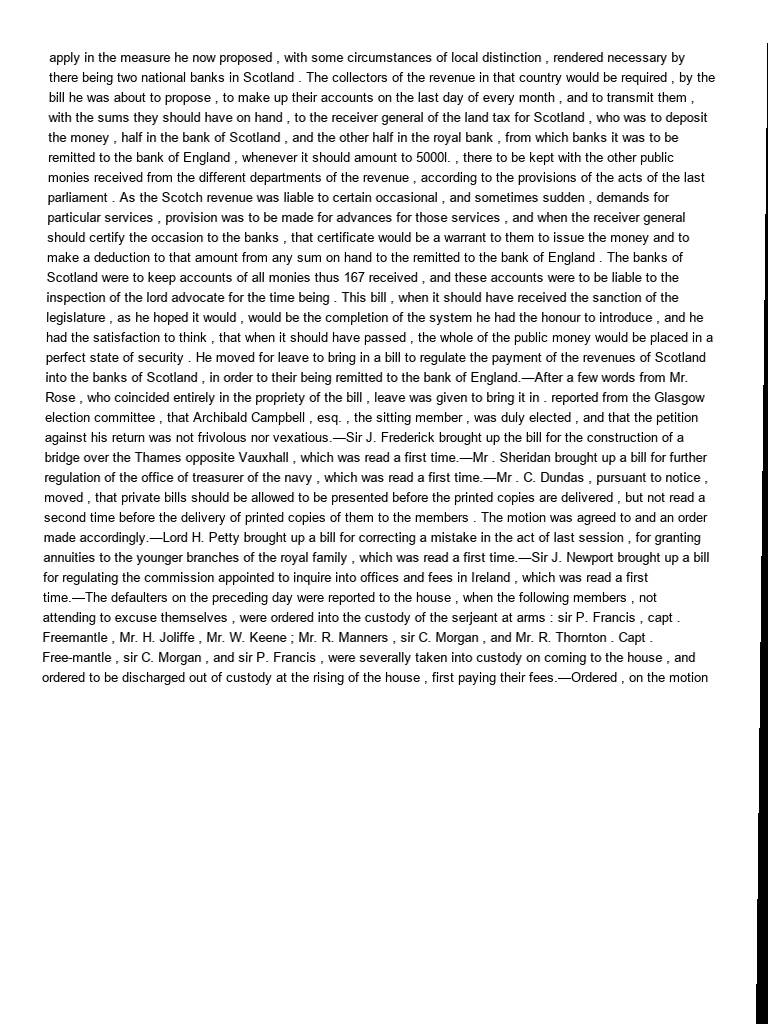 apply in the measure he now proposed , with some circumstances of local distinction , rendered necessary by
there being two national banks in Scotland . The collectors of the revenue in that country would be required , by the
bill he was about to propose , to make up their accounts on the last day of every month , and to transmit them ,
with the sums they should have on hand , to the receiver general of the land tax for Scotland , who was to deposit
the money , half in the bank of Scotland , and the other half in the royal bank , from which banks it was to be
remitted to the bank of England , whenever it should amount to 5000l. , there to be kept with the other public
monies received from the different departments of the revenue , according to the provisions of the acts of the last
parliament . As the Scotch revenue was liable to certain occasional , and sometimes sudden , demands for
particular services , provision was to be made for advances for those services , and when the receiver general
should certify the occasion to the banks , that certificate would be a warrant to them to issue the money and to
make a deduction to that amount from any sum on hand to the remitted to the bank of England . The banks of
Scotland were to keep accounts of all monies thus 167 received , and these accounts were to be liable to the
inspection of the lord advocate for the time being . This bill , when it should have received the sanction of the
legislature , as he hoped it would , would be the completion of the system he had the honour to introduce , and he
had the satisfaction to think , that when it should have passed , the whole of the public money would be placed in a
perfect state of security . He moved for leave to bring in a bill to regulate the payment of the revenues of Scotland
into the banks of Scotland , in order to their being remitted to the bank of England.—After a few words from Mr.
Rose , who coincided entirely in the propriety of the bill , leave was given to bring it in . reported from the Glasgow
election committee , that Archibald Campbell , esq. , the sitting member , was duly elected , and that the petition
against his return was not frivolous nor vexatious.—Sir J. Frederick brought up the bill for the construction of a
bridge over the Thames opposite Vauxhall , which was read a first time.—Mr . Sheridan brought up a bill for further
regulation of the office of treasurer of the navy , which was read a first time.—Mr . C. Dundas , pursuant to notice ,
moved , that private bills should be allowed to be presented before the printed copies are delivered , but not read a
second time before the delivery of printed copies of them to the members . The motion was agreed to and an order
made accordingly.—Lord H. Petty brought up a bill for correcting a mistake in the act of last session , for granting
annuities to the younger branches of the royal family , which was read a first time.—Sir J. Newport brought up a bill
for regulating the commission appointed to inquire into offices and fees in Ireland , which was read a first
time.—The defaulters on the preceding day were reported to the house , when the following members , not
attending to excuse themselves , were ordered into the custody of the serjeant at arms : sir P. Francis , capt .
Freemantle , Mr. H. Joliffe , Mr. W. Keene ; Mr. R. Manners , sir C. Morgan , and Mr. R. Thornton . Capt .
Free-mantle , sir C. Morgan , and sir P. Francis , were severally taken into custody on coming to the house , and
ordered to be discharged out of custody at the rising of the house , first paying their fees.—Ordered , on the motion